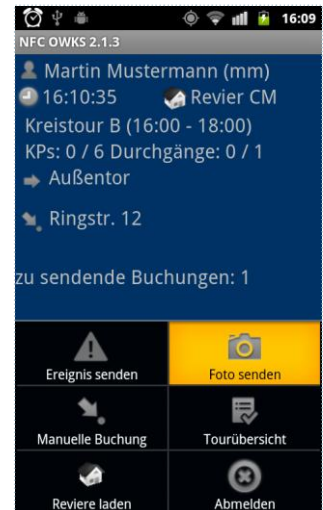 16:09
NFC OWKS 2.1.3
Martin Mustermann (mm)
16:10:35 Revier CM
Kreistour B (16:00 - 18:00)
KPs: 0 / 6 Durchgänge: 0 / 1
Außentor
Ringstr. 12
zu sendende Buchungen: 1
Ereignis senden Foto senden
Manuelle Buchung Tourübersicht
Reviere laden Abmelden